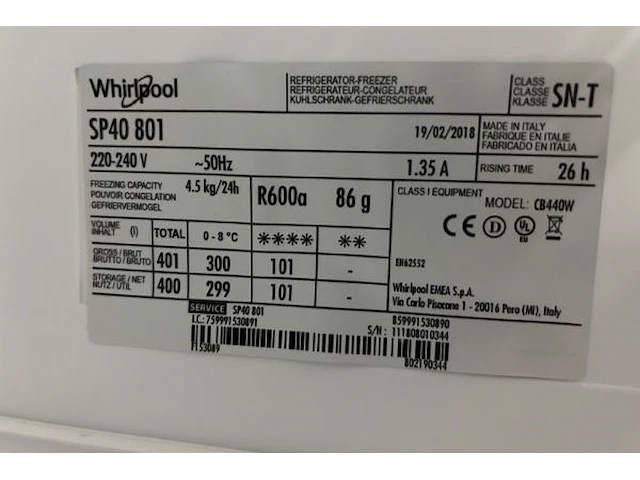 Whirlpool
REFRIGERATOR-FREEZER
REFRIGERATEUR-CONGELATEUR
KUHLSCHRANK-GEFRIERSCHRANK
CLASS
CLASSE
KLASSE
SN-T
SP40 801
19/02/2018
MADE IN ITALY
FABRIQUE EN ITALIE
FABBRICATO EN ITALIA
220-240 V ~50Hz 1.35 A
RISING TIME 26 h
FREEZING CAPACITY
POUVOIR CONGELATION
GEFRIERVERMOGEL
4.5 kg/24h
R600a 86 g
CLASS I EQUIPMENT
MODEL: CB440W
CE D UL EU
EN62552
VOLUME
INHALT (l)
TOTAL 0 - 8 °C **** **
GROSS / BRUT
BRUTTO / BRUTO
401 300 101 -
STORAGE / NET
NUTZ / UTIL
400 299 101 -
Whirlpool EMEA S.p.A.
Via Carlo Pisacane 1 - 20016 Pero (MI), Italy
SERVICE SP40 801
I.C.: 759991530891
859991530890
S/N: 111808010344
F153089
802190344